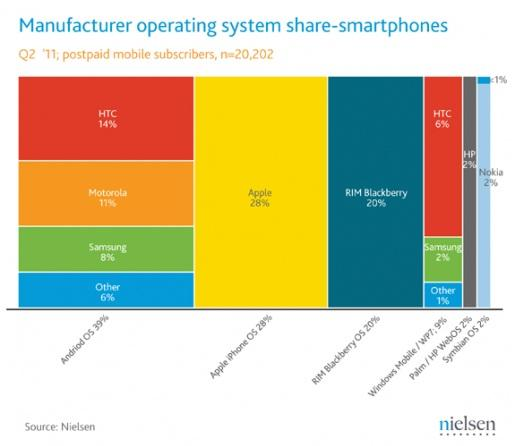 Manufacturer operating system share-smartphones
Q2 '11; postpaid mobile subscribers, n=20,202
HTC
14%
Motorola
11%
Samsung
8%
Other
6%
Apple
28%
RIM Blackberry
20%
HTC
6%
Samsung
2%
Other
1%
HP
2%
<1%
Nokia
2%
Andriod OS 39%
Apple iPhone OS 28%
RIM Blackberry OS 20%
Windows Mobile / WP7; 9%
Palm / HP WebOS 2%
Symbian OS 2%
Source: Nielsen
nielsen